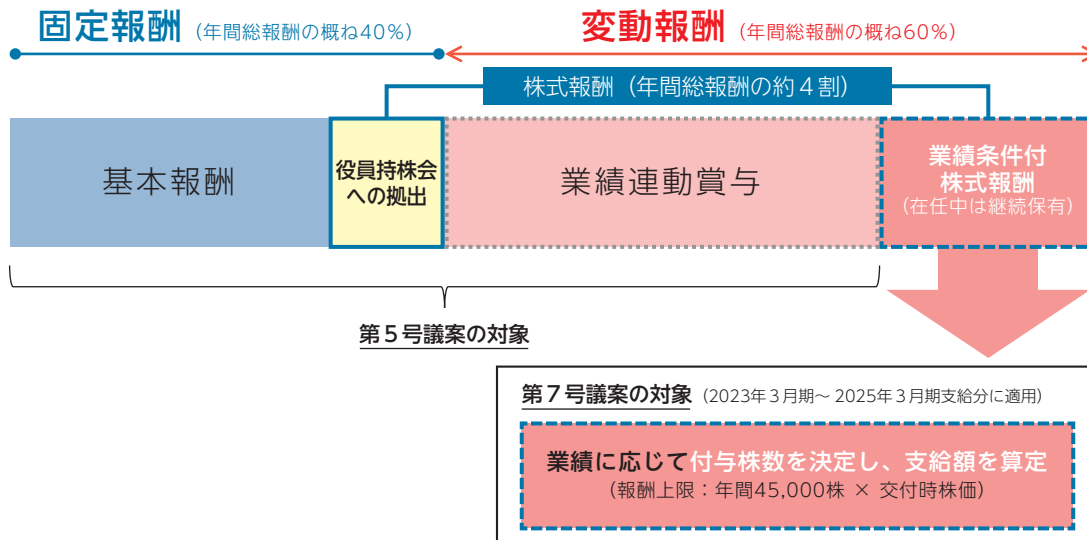 固定報酬（年間総報酬の概ね40％）
変動報酬（年間総報酬の概ね60％）
株式報酬（年間総報酬の約４割）
基本報酬
役員持株会
への拠出
業績連動賞与
業績条件付
株式報酬
（在任中は継続保有）
第５号議案の対象
第７号議案の対象（2023年３月期～2025年３月期支給分に適用）
業績に応じて付与株数を決定し、支給額を算定
（報酬上限：年間45,000株 × 交付時株価）